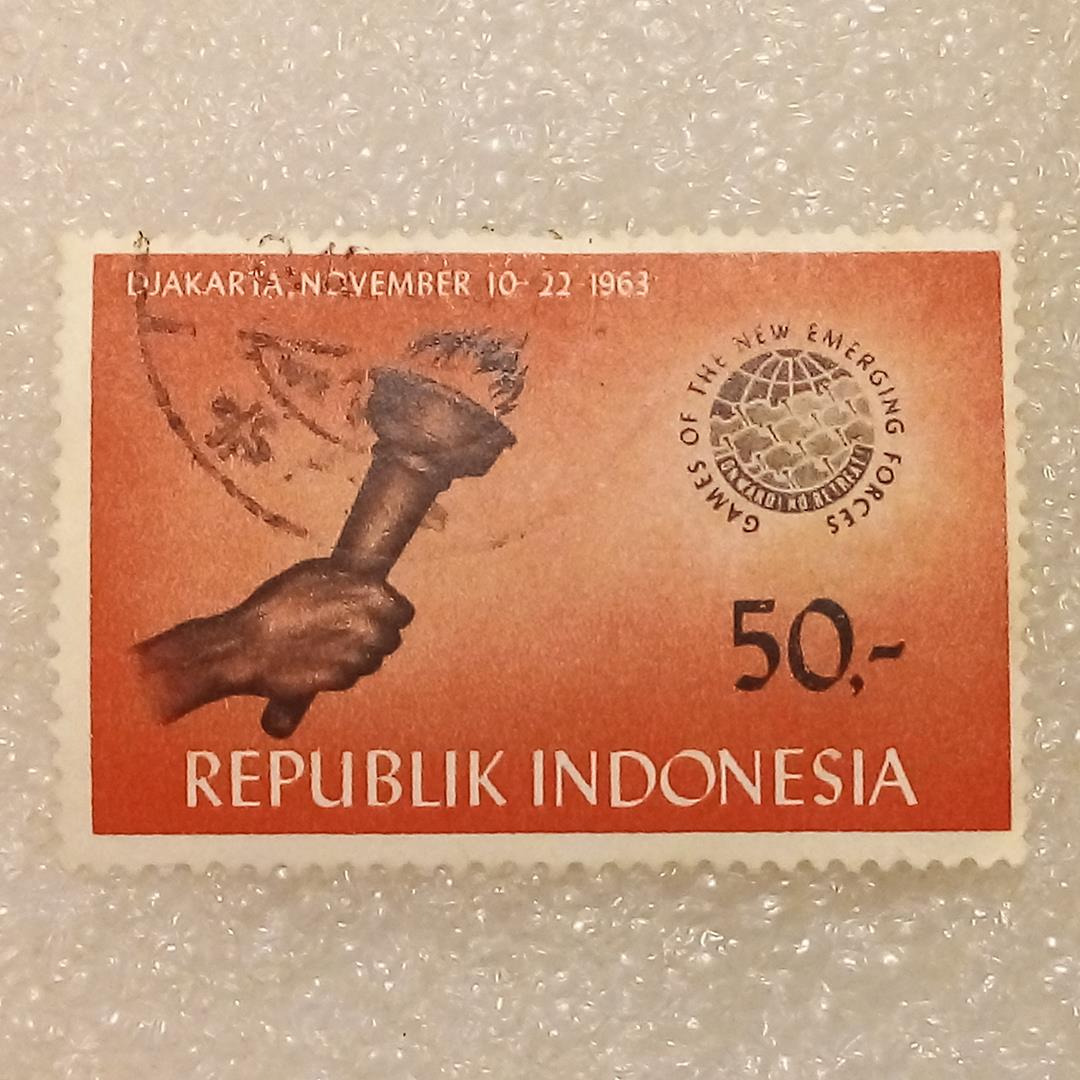 DJAKARTA, NOVEMBER 10-22 1963
GAMES OF THE NEW EMERGING FORCES
50,-
REPUBLIK INDONESIA